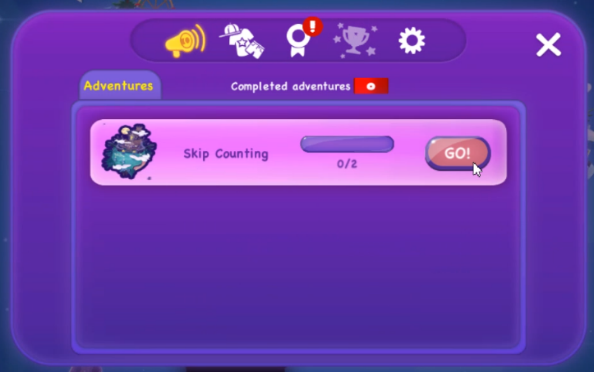 !
Adventures
Completed adventures
Skip Counting
0/2
GO!